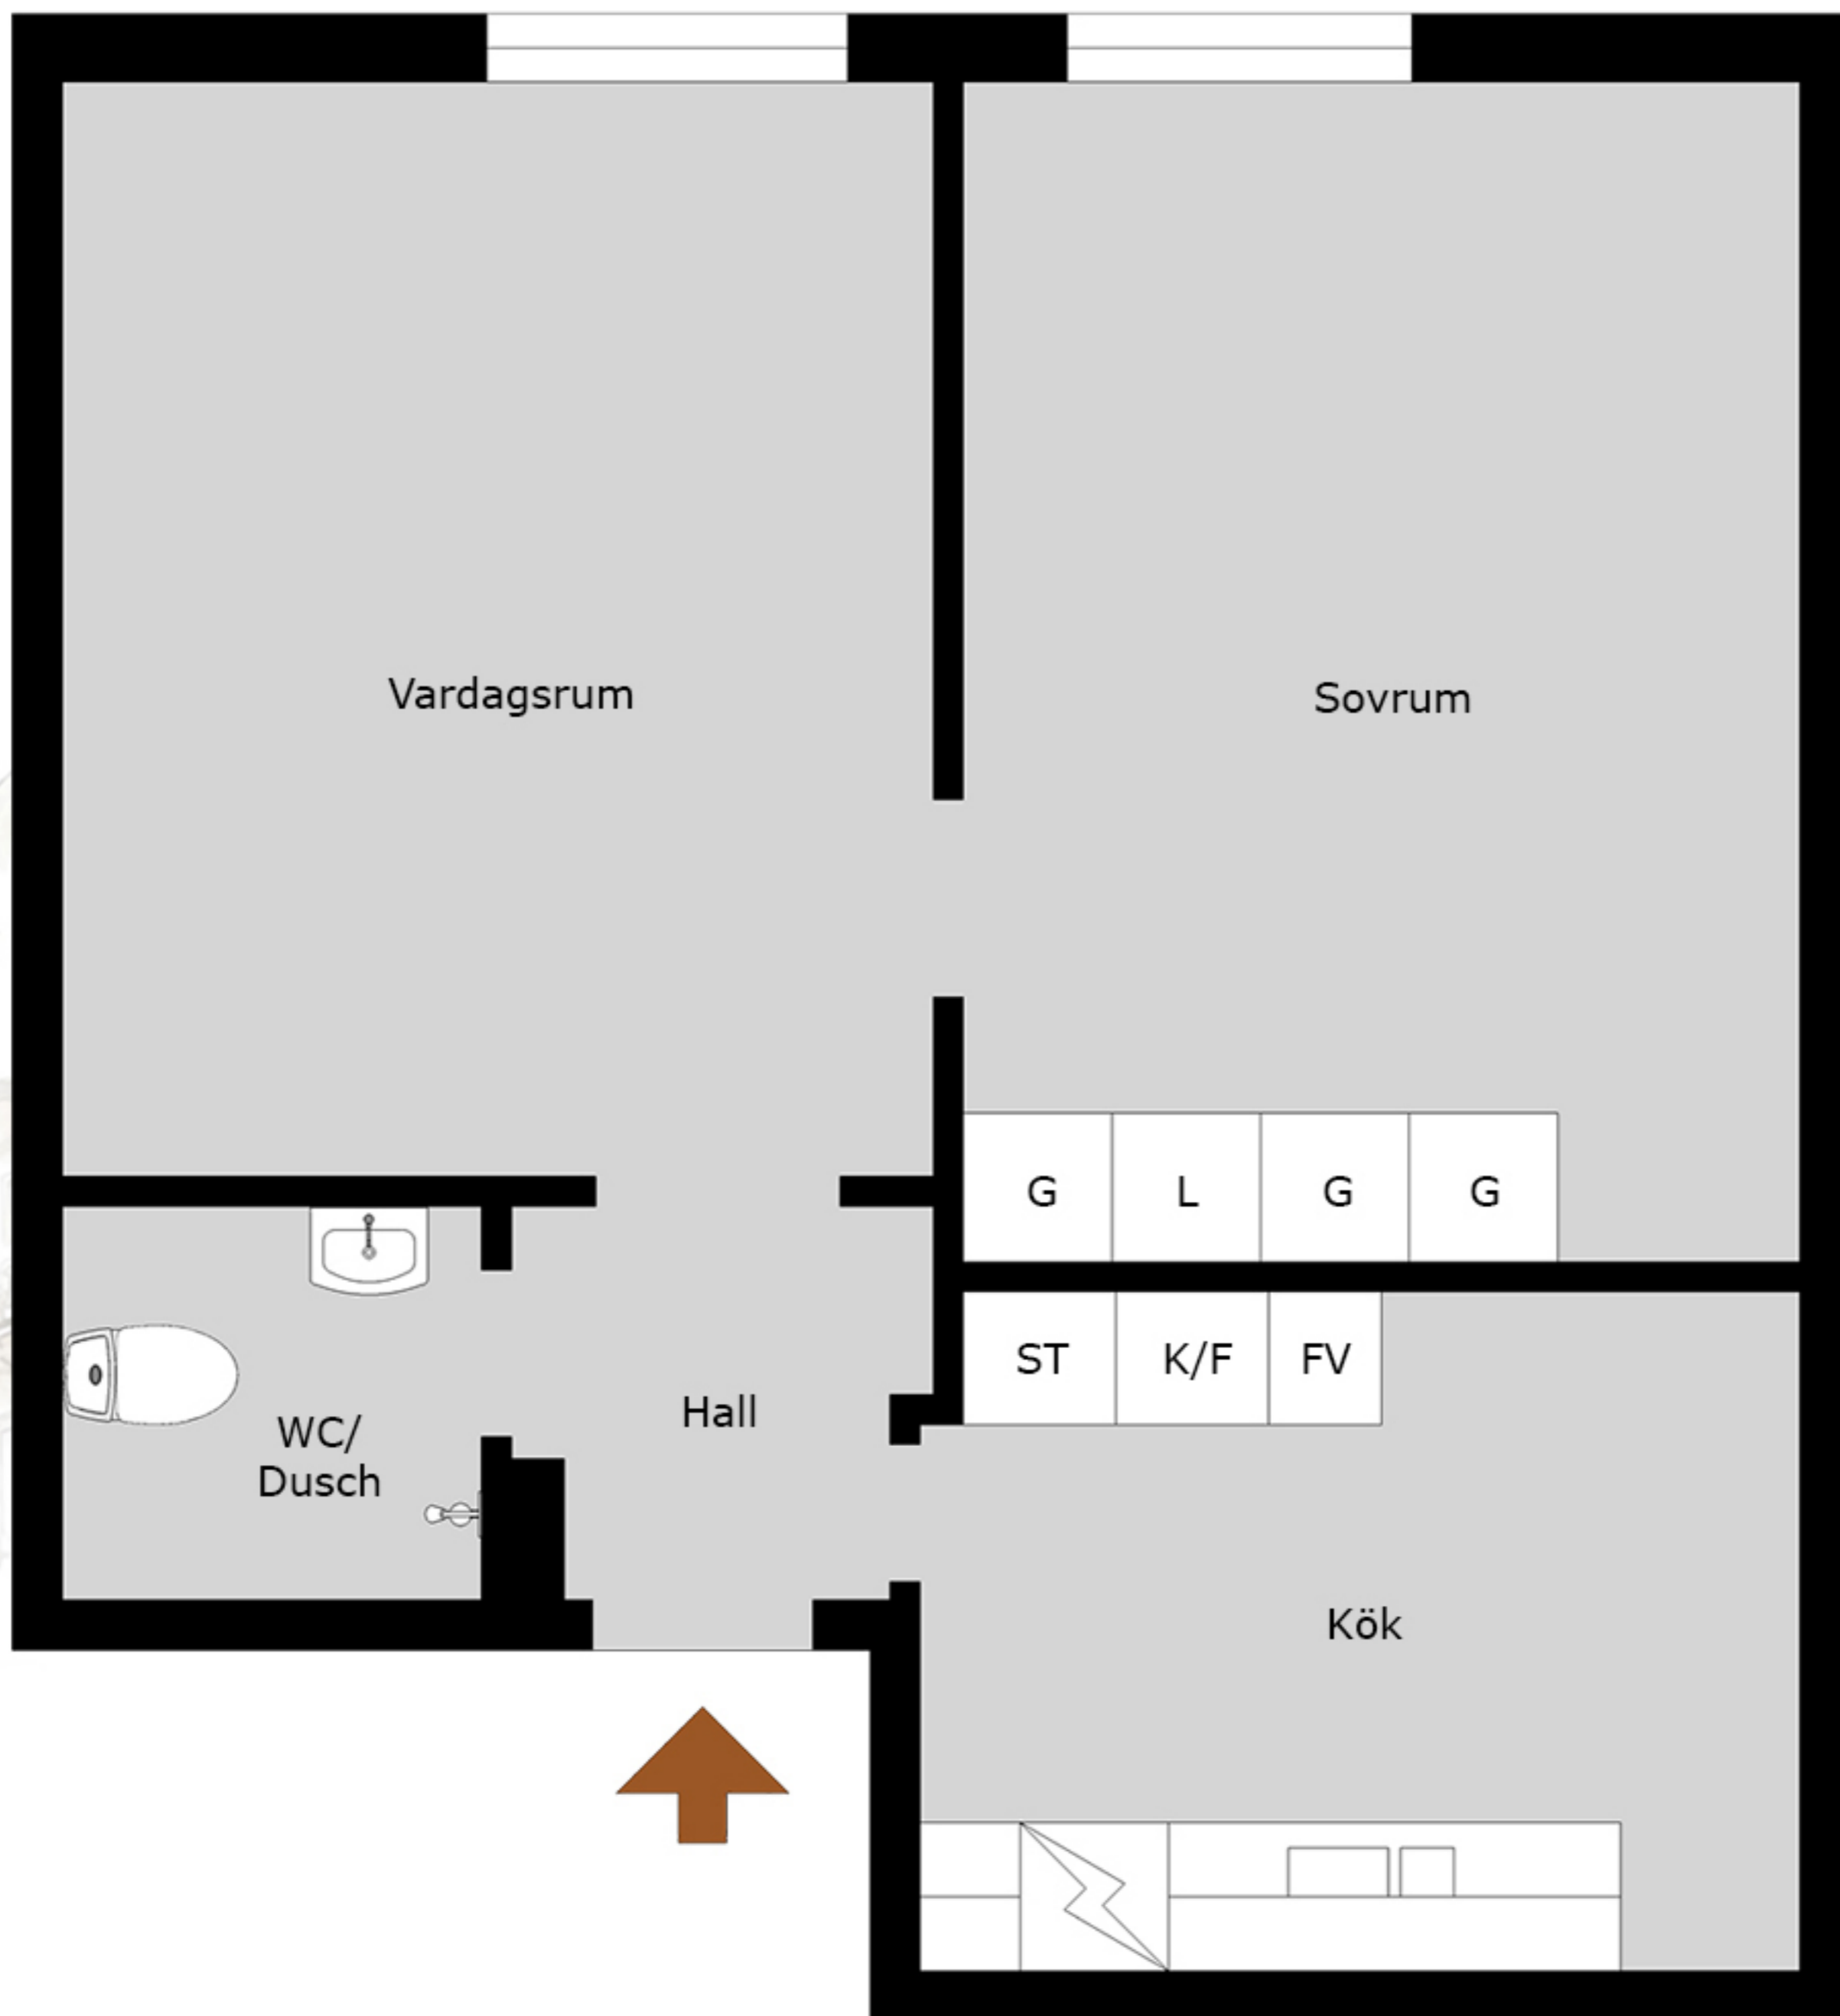 Vardagsrum
Sovrum
G
L
G
G
ST
K/F
FV
Hall
WC/
Dusch
Kök